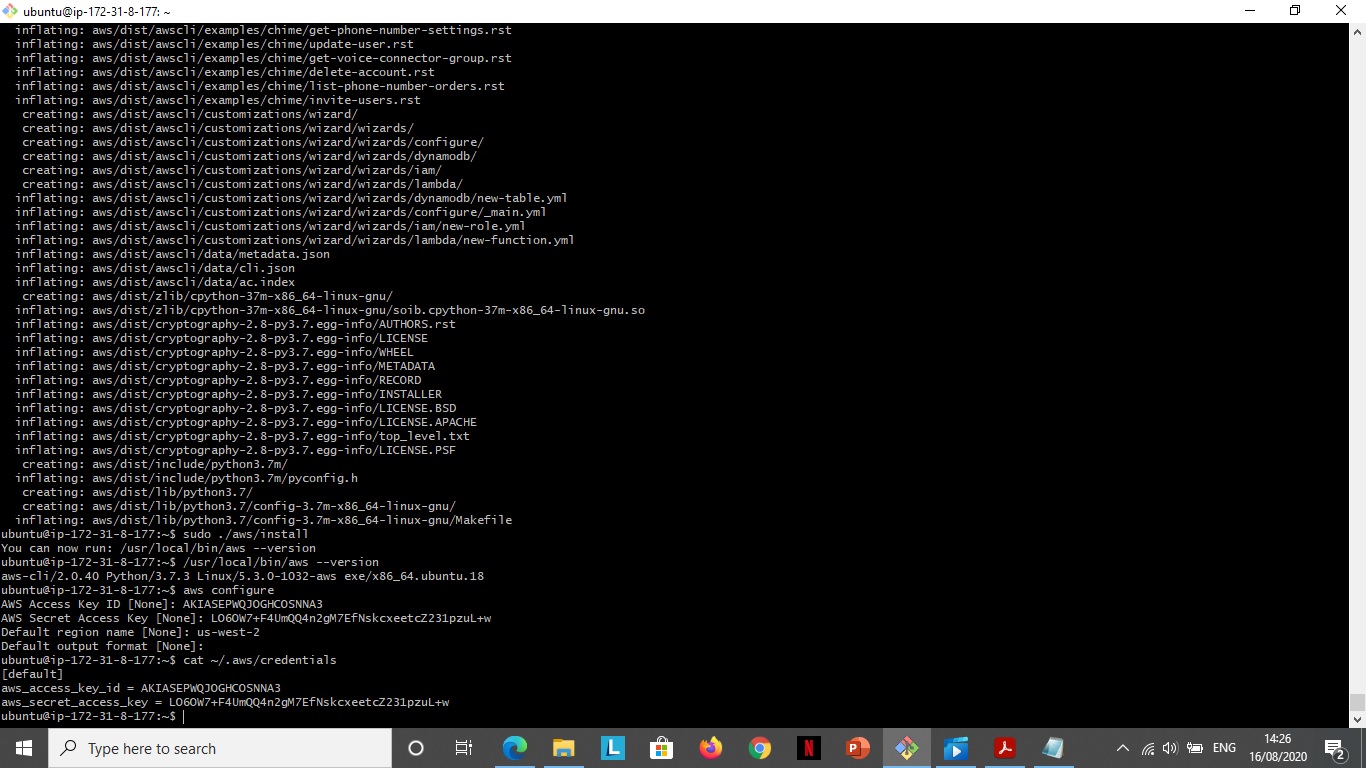 ubuntu@ip-172-31-8-177: ~
inflating: aws/dist/awscli/examples/chime/get-phone-number-settings.rst
inflating: aws/dist/awscli/examples/chime/update-user.rst
inflating: aws/dist/awscli/examples/chime/get-voice-connector-group.rst
inflating: aws/dist/awscli/examples/chime/delete-account.rst
inflating: aws/dist/awscli/examples/chime/list-phone-number-orders.rst
inflating: aws/dist/awscli/examples/chime/invite-users.rst
creating: aws/dist/awscli/customizations/wizard/
creating: aws/dist/awscli/customizations/wizard/wizards/
creating: aws/dist/awscli/customizations/wizard/wizards/configure/
creating: aws/dist/awscli/customizations/wizard/wizards/dynamodb/
creating: aws/dist/awscli/customizations/wizard/wizards/iam/
creating: aws/dist/awscli/customizations/wizard/wizards/lambda/
inflating: aws/dist/awscli/customizations/wizard/wizards/dynamodb/new-table.yml
inflating: aws/dist/awscli/customizations/wizard/wizards/configure/_main.yml
inflating: aws/dist/awscli/customizations/wizard/wizards/iam/new-role.yml
inflating: aws/dist/awscli/customizations/wizard/wizards/lambda/new-function.yml
inflating: aws/dist/awscli/data/metadata.json
inflating: aws/dist/awscli/data/cli.json
inflating: aws/dist/awscli/data/ac.index
creating: aws/dist/zlib/cpython-37m-x86_64-linux-gnu/
inflating: aws/dist/zlib/cpython-37m-x86_64-linux-gnu/soib.cpython-37m-x86_64-linux-gnu.so
inflating: aws/dist/cryptography-2.8-py3.7.egg-info/AUTHORS.rst
inflating: aws/dist/cryptography-2.8-py3.7.egg-info/LICENSE
inflating: aws/dist/cryptography-2.8-py3.7.egg-info/WHEEL
inflating: aws/dist/cryptography-2.8-py3.7.egg-info/METADATA
inflating: aws/dist/cryptography-2.8-py3.7.egg-info/RECORD
inflating: aws/dist/cryptography-2.8-py3.7.egg-info/INSTALLER
inflating: aws/dist/cryptography-2.8-py3.7.egg-info/LICENSE.BSD
inflating: aws/dist/cryptography-2.8-py3.7.egg-info/LICENSE.APACHE
inflating: aws/dist/cryptography-2.8-py3.7.egg-info/top_level.txt
inflating: aws/dist/cryptography-2.8-py3.7.egg-info/LICENSE.PSF
creating: aws/dist/include/python3.7m/
inflating: aws/dist/include/python3.7m/pyconfig.h
creating: aws/dist/lib/python3.7/
creating: aws/dist/lib/python3.7/config-3.7m-x86_64-linux-gnu/
inflating: aws/dist/lib/python3.7/config-3.7m-x86_64-linux-gnu/Makefile
ubuntu@ip-172-31-8-177:~$ sudo ./aws/install
You can now run: /usr/local/bin/aws --version
ubuntu@ip-172-31-8-177:~$ /usr/local/bin/aws --version
aws-cli/2.0.40 Python/3.7.3 Linux/5.3.0-1032-aws exe/x86_64.ubuntu.18
ubuntu@ip-172-31-8-177:~$ aws configure
AWS Access Key ID [None]: AKIASEPWQJOGHCOSNNA3
AWS Secret Access Key [None]: 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
Default region name [None]: us-west-2
Default output format [None]:
ubuntu@ip-172-31-8-177:~$ cat ~/.aws/credentials
[default]
aws_access_key_id = AKIASEPWQJOGHCOSNNA3
aws_secret_access_key = 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
ubuntu@ip-172-31-8-177:~$
Type here to search
ENG
14:26
16/08/2020
2